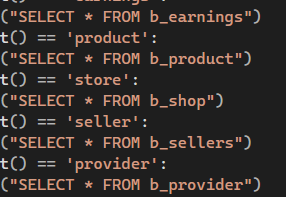 ("SELECT * FROM b_earnings")
t() == 'product':
("SELECT * FROM b_product")
t() == 'store':
("SELECT * FROM b_shop")
t() == 'seller':
("SELECT * FROM b_sellers")
t() == 'provider':
("SELECT * FROM b_provider")